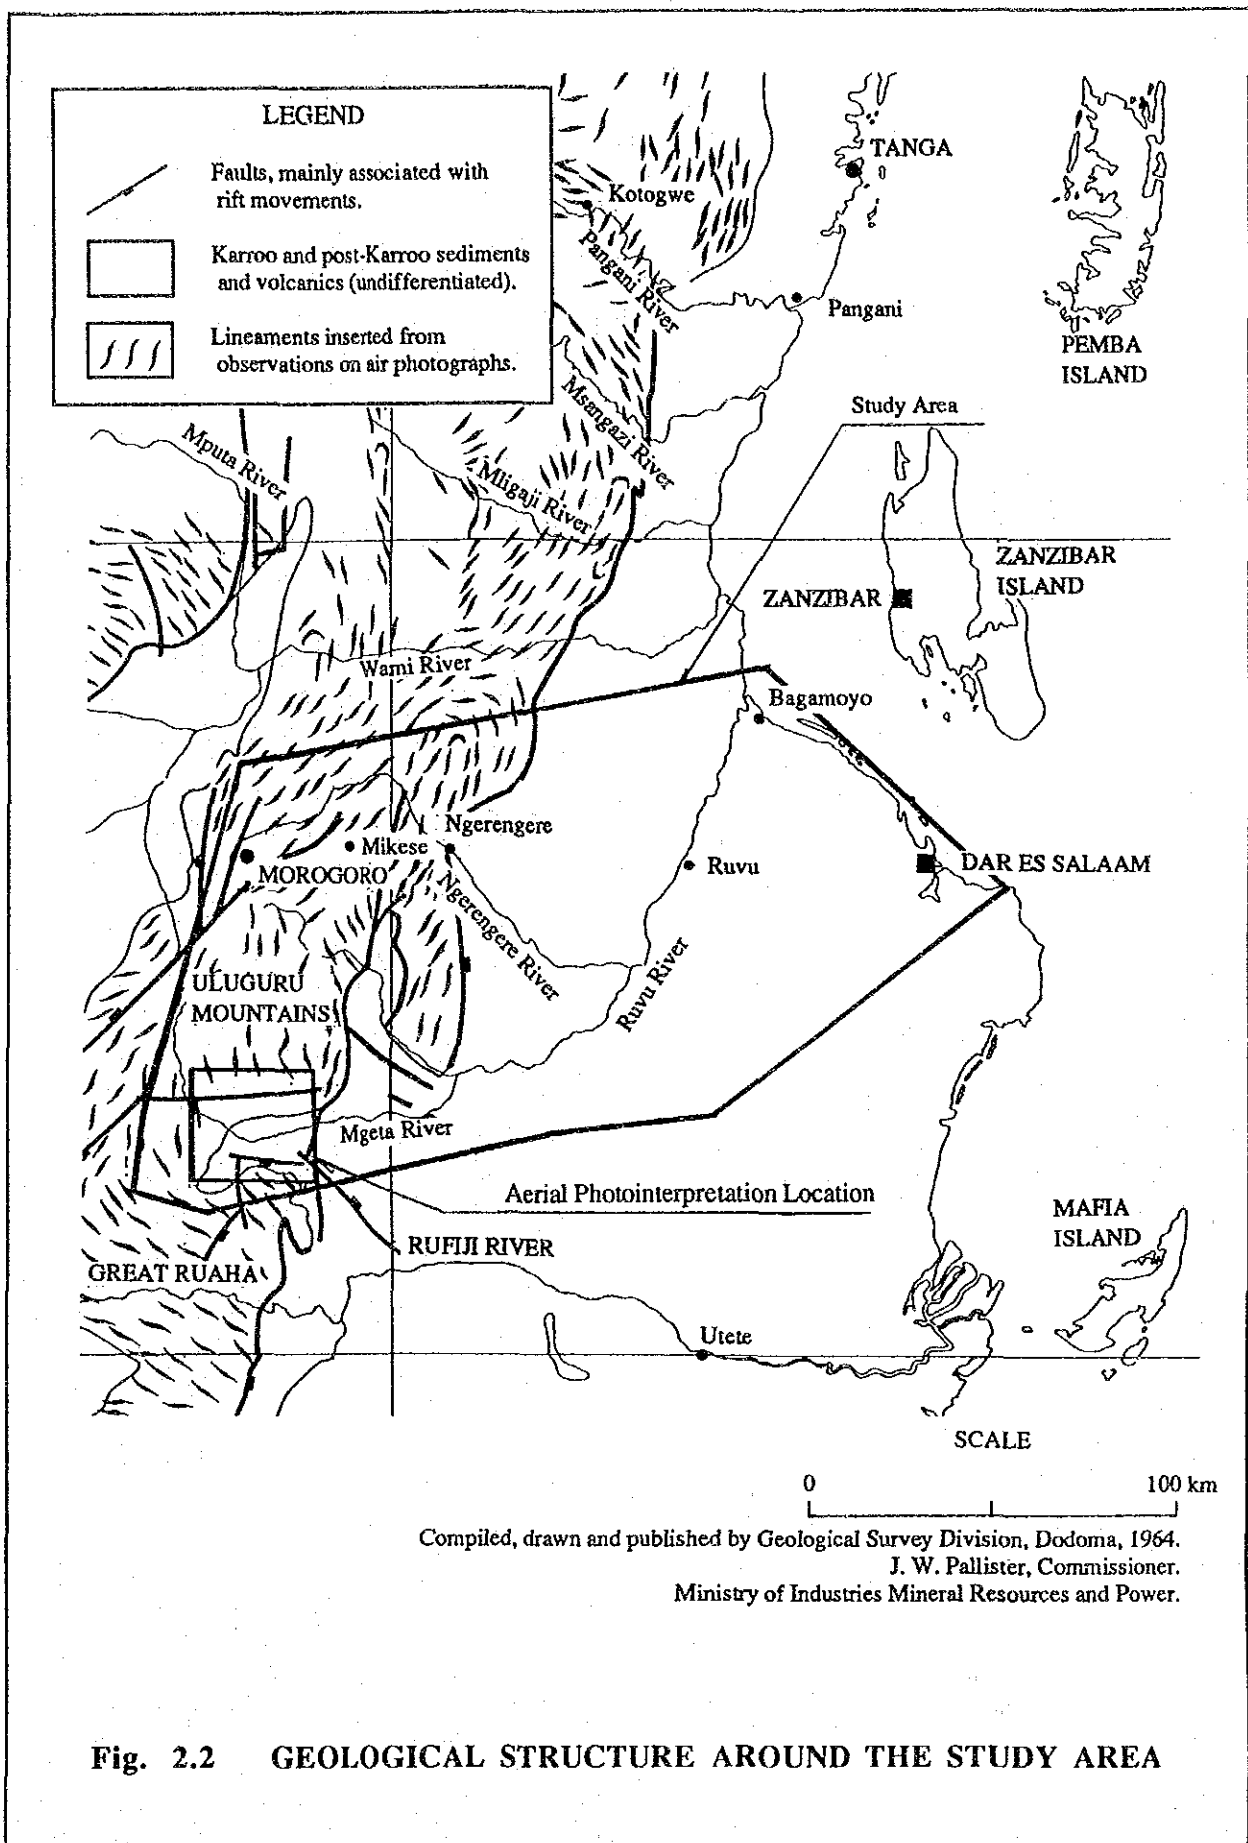 LEGEND
Faults, mainly associated with
rift movements.
Karroo and post-Karroo sediments
and volcanics (undifferentiated).
Lineaments inserted from
observations on air photographs.
TANGA
Kotogwe
Pangani River
Pangani
PEMBA
ISLAND
Study Area
Msangazi River
Mputa River
Mligaji River
ZANZIBAR
ISLAND
ZANZIBAR
Wami River
Bagamoyo
Ngerengere
Mikese
MOROGORO
Ruvu
DAR ES SALAAM
Ngerengere River
Ruvu River
ULUGURU
MOUNTAINS
Mgeta River
Aerial Photointerpretation Location
MAFIA
ISLAND
RUFIJI RIVER
GREAT RUAHA
Utete
SCALE
0 100 km
Compiled, drawn and published by Geological Survey Division, Dodoma, 1964.
J. W. Pallister, Commissioner.
Ministry of Industries Mineral Resources and Power.
Fig. 2.2 GEOLOGICAL STRUCTURE AROUND THE STUDY AREA